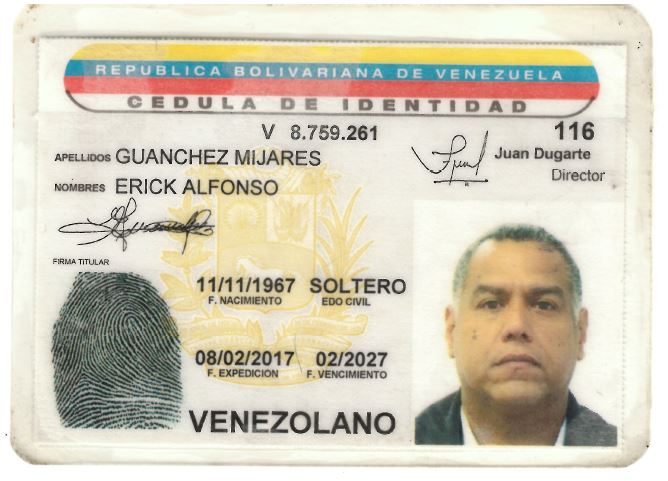 REPUBLICA BOLIVARIANA DE VENEZUELA
CEDULA DE IDENTIDAD
V 8.759.261 116
APELLIDOS GUANCHEZ MIJARES
Juan Dugarte
Director
NOMBRES ERICK ALFONSO
FIRMA TITULAR
11/11/1967 SOLTERO
F. NACIMIENTO EDO CIVIL
08/02/2017 02/2027
F. EXPEDICION F. VENCIMIENTO
VENEZOLANO